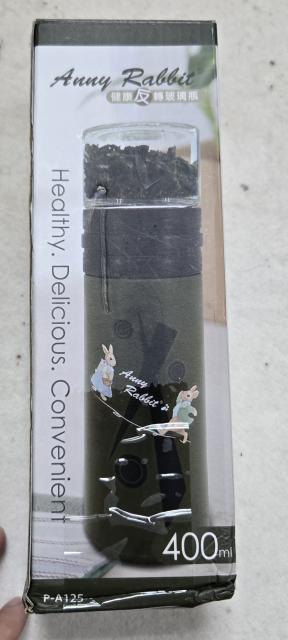 Anny Rabbit®
健康反轉玻璃瓶
Healthy. Delicious. Convenient
Anny
Rabbit®
400ml
P-A125